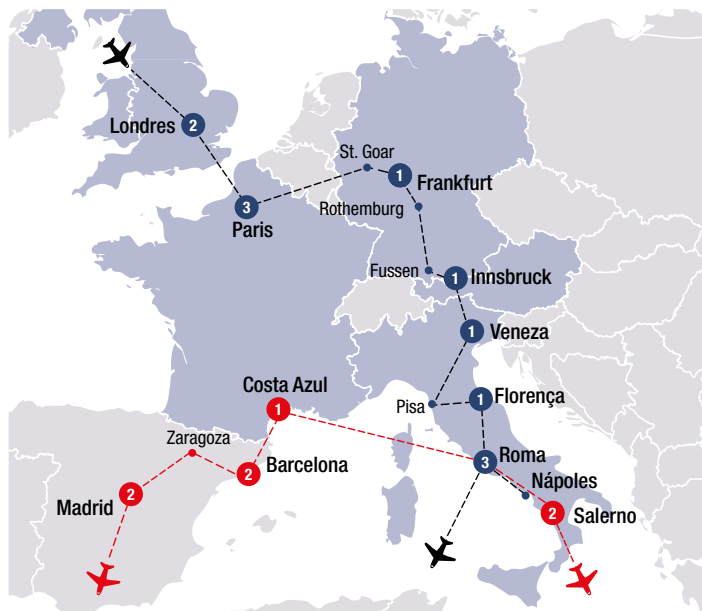 Londres
2
St. Goar
1
Frankfurt
3
Paris
Rothemburg
Fussen
1
Innsbruck
1
Veneza
Costa Azul
1
Pisa
1
Florença
Zaragoza
2
Barcelona
3
Roma
Nápoles
Madrid
2
2
Salerno